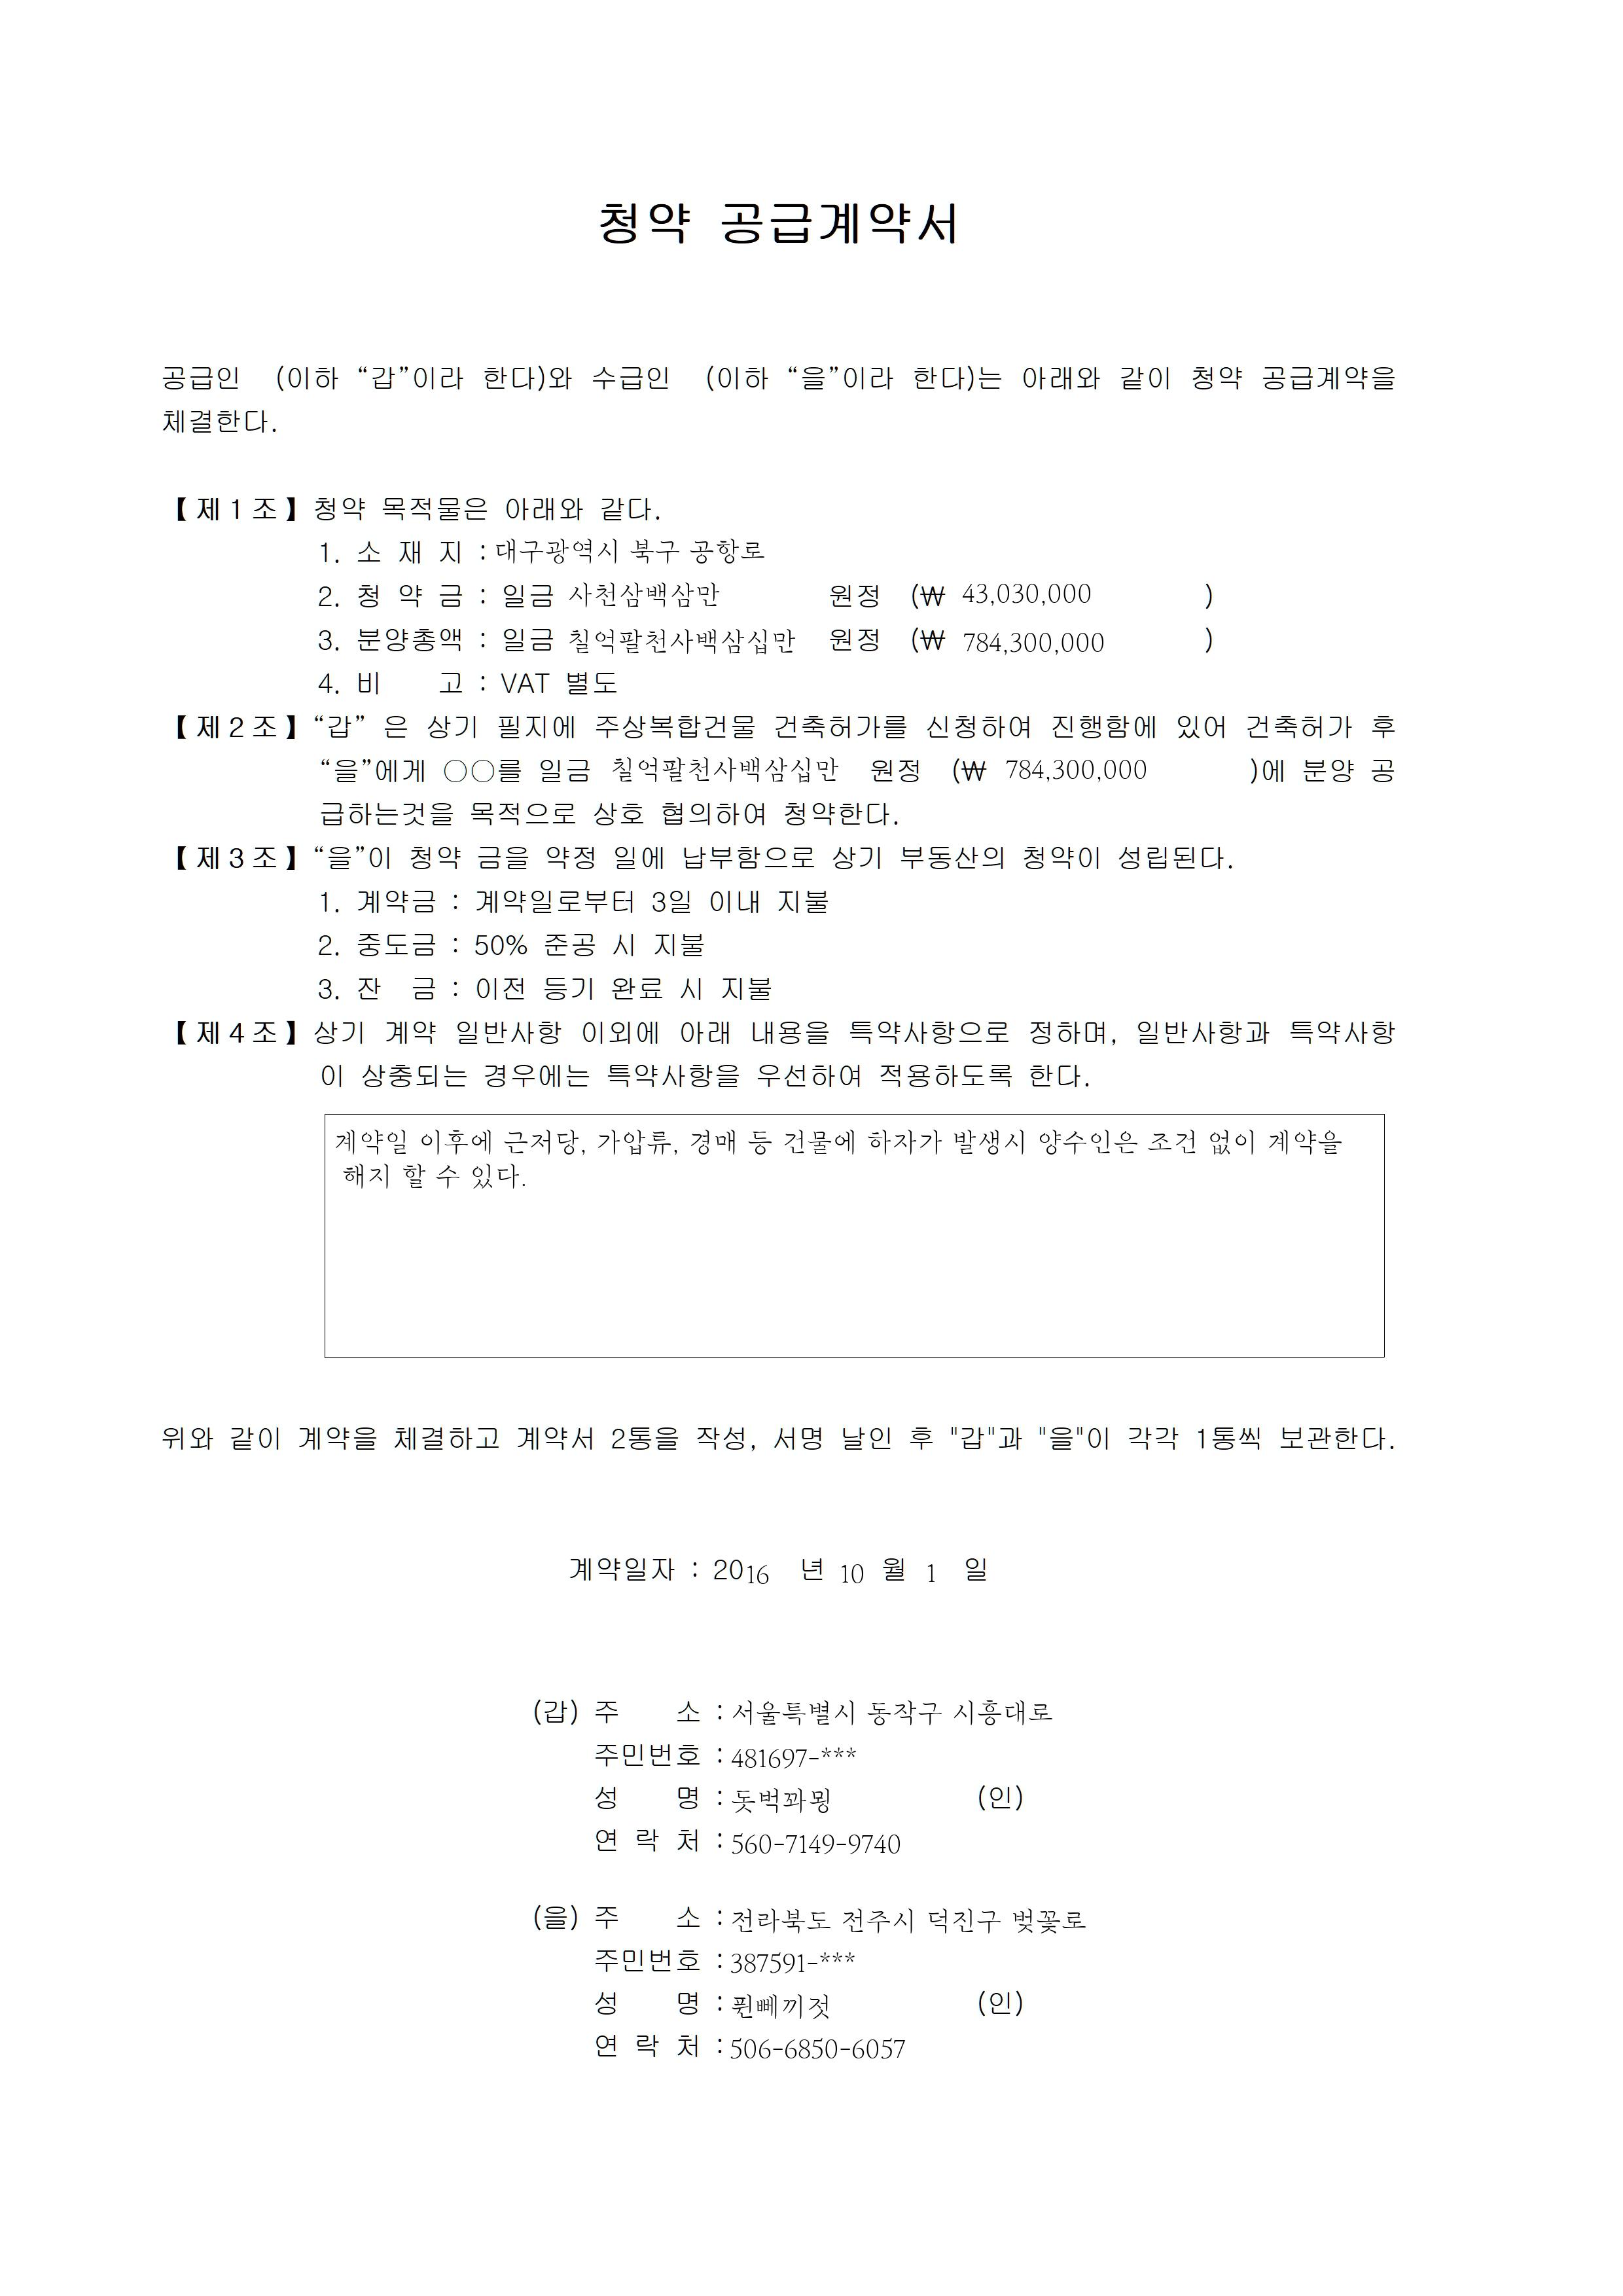 청약 공급계약서
공급인 (이하 “갑”이라 한다)와 수급인 (이하 “을”이라 한다)는 아래와 같이 청약 공급계약을
체결한다.
【제1조】청약 목적물은 아래와 같다.
1. 소 재 지 : 대구광역시 북구 공항로
2. 청 약 금 : 일금 사천삼백삼만 원정 (₩ 43,030,000 )
3. 분양총액 : 일금 칠억팔천사백삼십만 원정 (₩ 784,300,000 )
4. 비 고 : VAT 별도
【제2조】“갑” 은 상기 필지에 주상복합건물 건축허가를 신청하여 진행함에 있어 건축허가 후
“을”에게 ○○를 일금 칠억팔천사백삼십만 원정 (₩ 784,300,000 )에 분양 공
급하는것을 목적으로 상호 협의하여 청약한다.
【제3조】“을”이 청약 금을 약정 일에 납부함으로 상기 부동산의 청약이 성립된다.
1. 계약금 : 계약일로부터 3일 이내 지불
2. 중도금 : 50% 준공 시 지불
3. 잔 금 : 이전 등기 완료 시 지불
【제4조】상기 계약 일반사항 이외에 아래 내용을 특약사항으로 정하며, 일반사항과 특약사항
이 상충되는 경우에는 특약사항을 우선하여 적용하도록 한다.
계약일 이후에 근저당, 가압류, 경매 등 건물에 하자가 발생시 양수인은 조건 없이 계약을
해지 할 수 있다.
위와 같이 계약을 체결하고 계약서 2통을 작성, 서명 날인 후 "갑"과 "을"이 각각 1통씩 보관한다.
계약일자 : 2016 년 10 월 1 일
(갑) 주 소 : 서울특별시 동작구 시흥대로
주민번호 : 481697-***
성 명 : 돗벅꽈묑 (인)
연 락 처 : 560-7149-9740
(을) 주 소 : 전라북도 전주시 덕진구 벚꽃로
주민번호 : 387591-***
성 명 : 퓐뻬끼젓 (인)
연 락 처 : 506-6850-6057